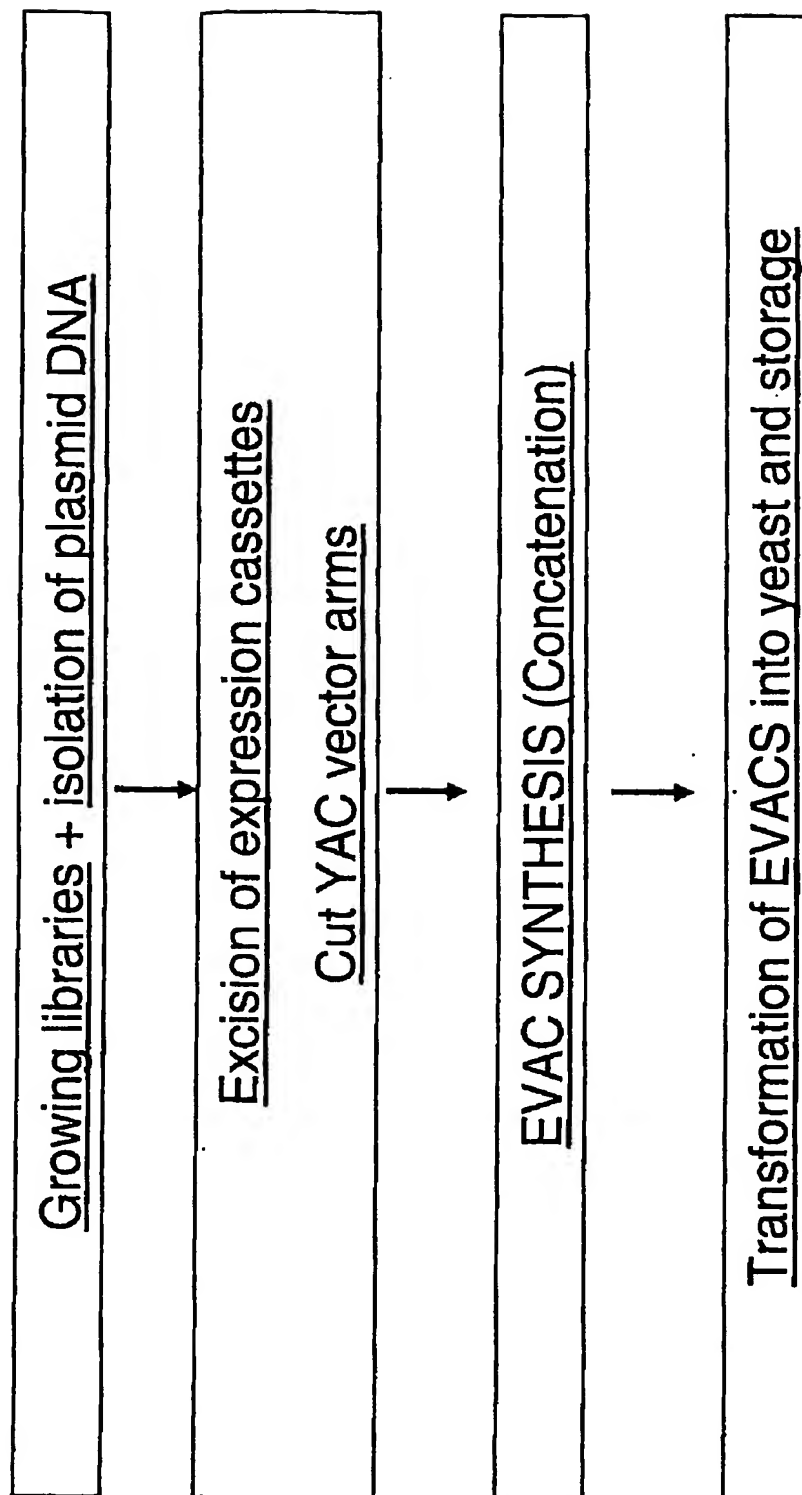 Growing libraries + isolation of plasmid DNA
Excision of expression cassettes
Cut YAC vector arms
EVAC SYNTHESIS (Concatenation)
Transformation of EVACS into yeast and storage